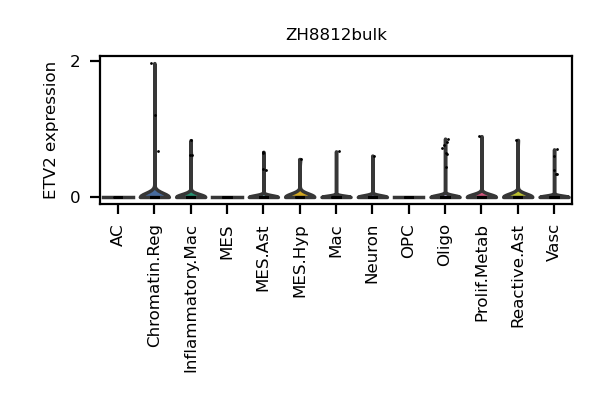 ZH8812bulk
ETV2 expression
2
0
AC
Chromatin.Reg
Inflammatory.Mac
MES
MES.Ast
MES.Hyp
Mac
Neuron
OPC
Oligo
Prolif.Metab
Reactive.Ast
Vasc